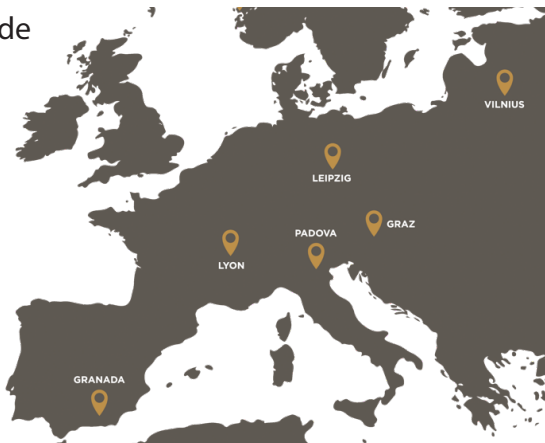 de
VILNIUS
LEIPZIG
GRAZ
PADOVA
LYON
GRANADA